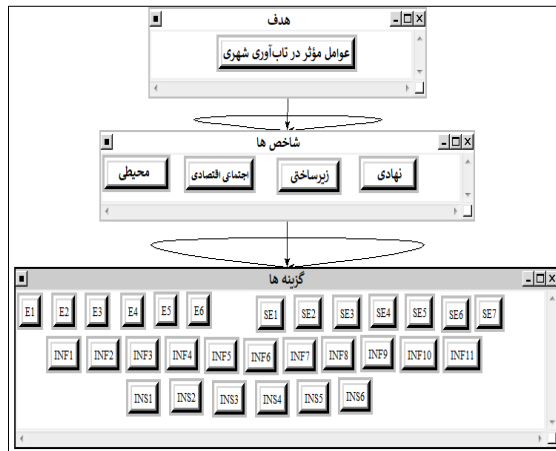 هدف
عوامل مؤثر در تاب‌آوری شهری
شاخص ها
محیطی اجتماعی اقتصادی زیرساختی نهادی
گزینه ها
E1 E2 E3 E4 E5 E6 SE1 SE2 SE3 SE4 SE5 SE6 SE7
INF1 INF2 INF3 INF4 INF5 INF6 INF7 INF8 INF9 INF10 INF11
INS1 INS2 INS3 INS4 INS5 INS6